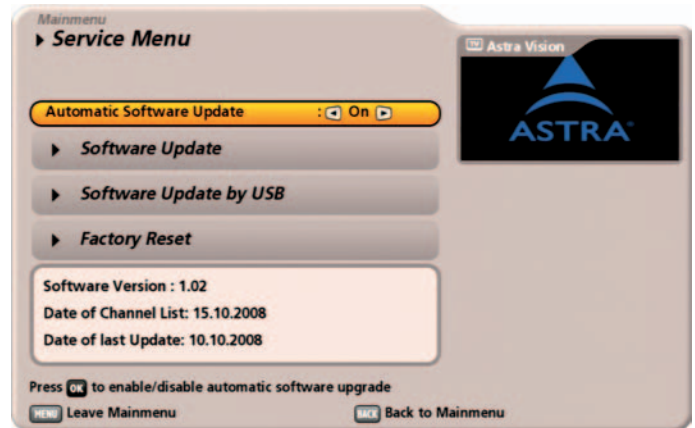 Mainmenu
Service Menu
TV Astra Vision
ASTRA
Automatic Software Update : On
Software Update
Software Update by USB
Factory Reset
Software Version : 1.02
Date of Channel List: 15.10.2008
Date of last Update: 10.10.2008
Press OK to enable/disable automatic software upgrade
MENU Leave Mainmenu BACK Back to Mainmenu